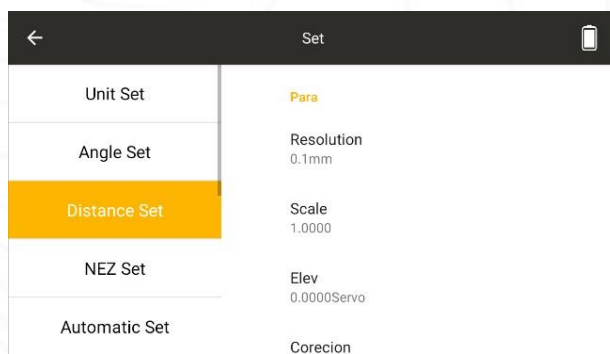 Set
Unit Set
Angle Set
Distance Set
NEZ Set
Automatic Set
Para
Resolution
0.1mm
Scale
1.0000
Elev
0.0000Servo
Corecion